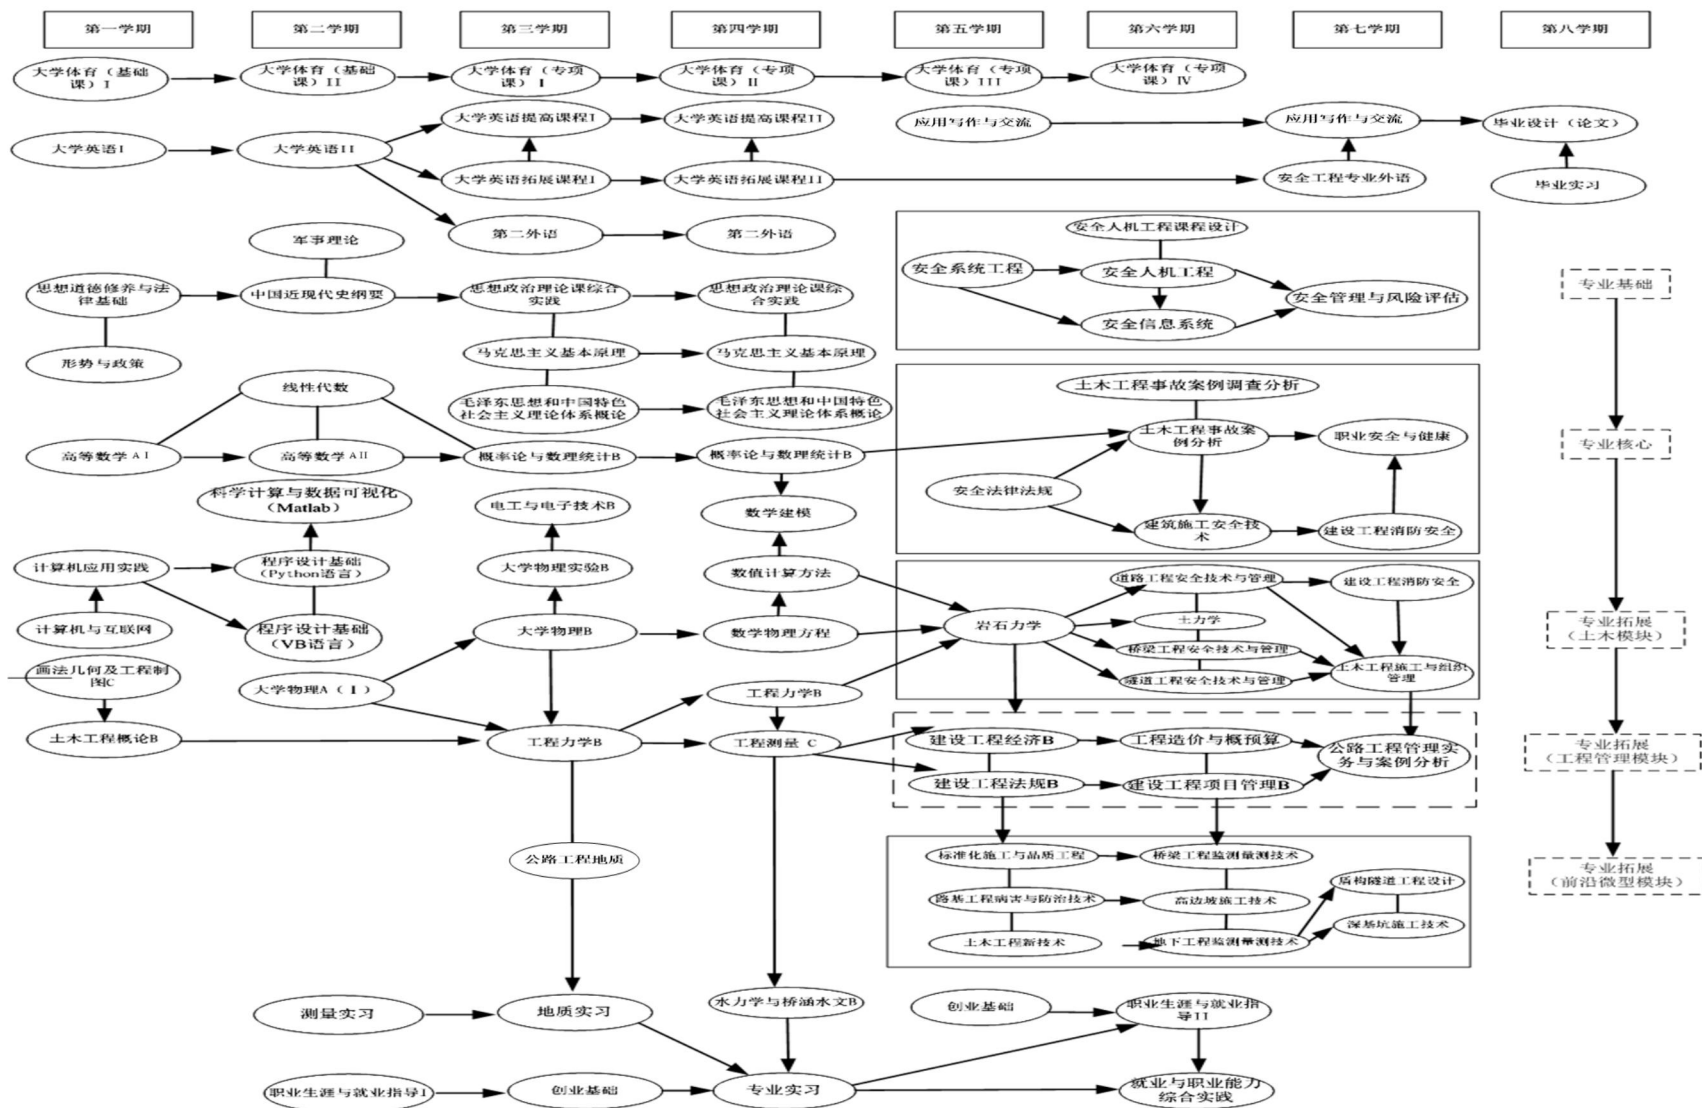 第一学期
第二学期
第三学期
第四学期
第五学期
第六学期
第七学期
第八学期
大学体育（基础
课）I
大学体育（基础
课）II
大学体育（专项
课）I
大学体育（专项
课）II
大学体育（专项
课）III
大学体育（专项
课）IV
大学英语I
大学英语II
大学英语提高课程I
大学英语提高课程II
大学英语拓展课程I
大学英语拓展课程II
应用写作与交流
应用写作与交流
毕业设计（论文）
安全工程专业外语
毕业实习
第二外语
第二外语
军事理论
思想道德修养与法
律基础
中国近现代史纲要
思想政治理论课综合
实践
思想政治理论课综
合实践
形势与政策
马克思主义基本原理
马克思主义基本原理
毛泽东思想和中国特色
社会主义理论体系概论
毛泽东思想和中国特色
社会主义理论体系概论
安全人机工程课程设计
安全系统工程
安全人机工程
安全信息系统
安全管理与风险评估
专业基础
线性代数
高等数学AI
高等数学AII
概率论与数理统计B
概率论与数理统计B
土木工程事故案例调查分析
土木工程事故案
例分析
职业安全与健康
安全法律法规
建筑施工安全技
术
建设工程消防安全
专业核心
科学计算与数据可视化
（Matlab）
电工与电子技术B
数学建模
计算机应用实践
程序设计基础
(Python语言)
大学物理实验B
数值计算方法
计算机与互联网
程序设计基础
（VB语言）
大学物理B
数学物理方程
道路工程安全技术与管理
建设工程消防安全
岩石力学
土力学
桥梁工程安全技术与管理
隧道工程安全技术与管理
土木工程施工与组织
管理
专业拓展
（土木模块）
画法几何及工程制
图C
大学物理A（I）
工程力学B
土木工程概论B
工程力学B
工程测量 C
建设工程经济B
工程造价与概预算
公路工程管理实
务与案例分析
建设工程法规B
建设工程项目管理B
专业拓展
（工程管理模块）
公路工程地质
标准化施工与品质工程
桥梁工程监测量测技术
盾构隧道工程设计
路基工程病害与防治技术
高边坡施工技术
深基坑施工技术
土木工程新技术
地下工程监测量测技术
专业拓展
（前沿微型模块）
测量实习
地质实习
水力学与桥涵水文B
创业基础
职业生涯与就业指
导II
职业生涯与就业指导I
创业基础
专业实习
就业与职业能力
综合实践